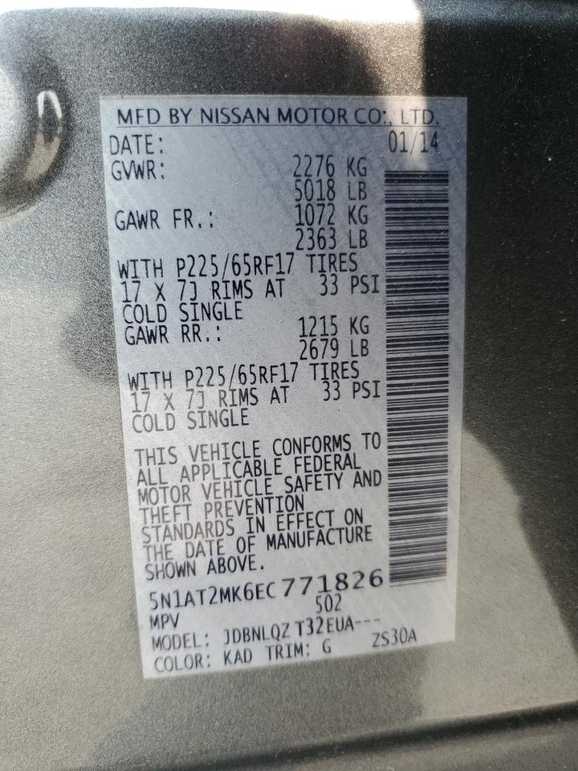 MFD BY NISSAN MOTOR CO., LTD.
DATE: 01/14
GVWR: 2276 KG
5018 LB
GAWR FR.: 1072 KG
2363 LB
WITH P225/65RF17 TIRES
17 X 7J RIMS AT 33 PSI
COLD SINGLE
GAWR RR.: 1215 KG
2679 LB
WITH P225/65RF17 TIRES
17 X 7J RIMS AT 33 PSI
COLD SINGLE
THIS VEHICLE CONFORMS TO
ALL APPLICABLE FEDERAL
MOTOR VEHICLE SAFETY AND
THEFT PREVENTION
STANDARDS IN EFFECT ON
THE DATE OF MANUFACTURE
SHOWN ABOVE.
5N1AT2MK6EC771826
MPV 502
MODEL: JDBNLQZ T32EUA---
COLOR: KAD TRIM: G ZS30A